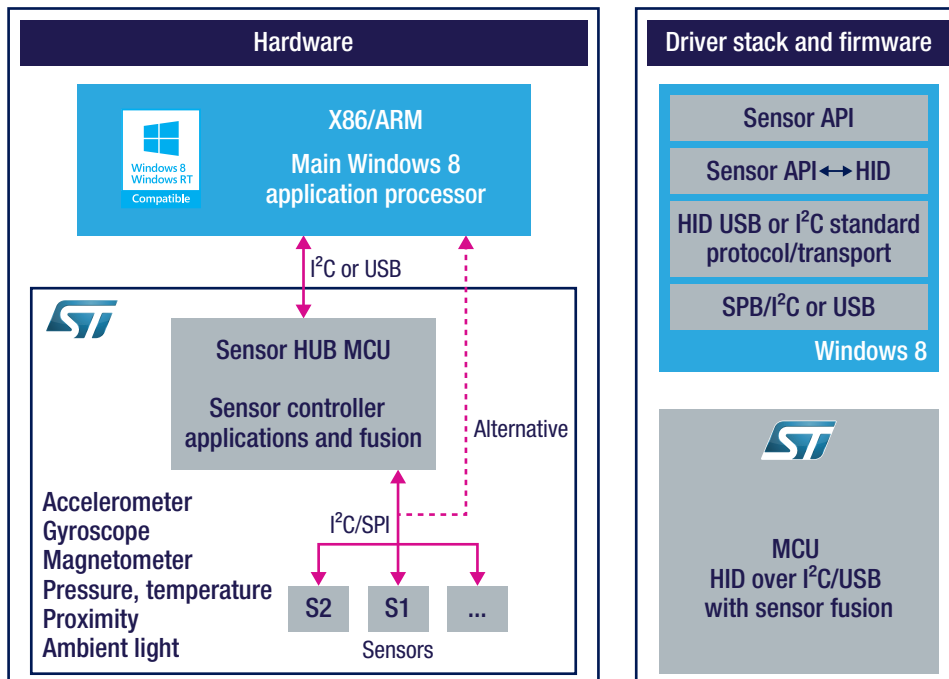 Hardware
X86/ARM
Main Windows 8
application processor
Windows 8
Windows RT
Compatible
I²C or USB
ST
Sensor HUB MCU
Sensor controller
applications and fusion
Alternative
I²C/SPI
Accelerometer
Gyroscope
Magnetometer
Pressure, temperature
Proximity
Ambient light
S2
S1
...
Sensors
Driver stack and firmware
Sensor API
Sensor API↔HID
HID USB or I²C standard
protocol/transport
SPB/I²C or USB
Windows 8
ST
MCU
HID over I²C/USB
with sensor fusion